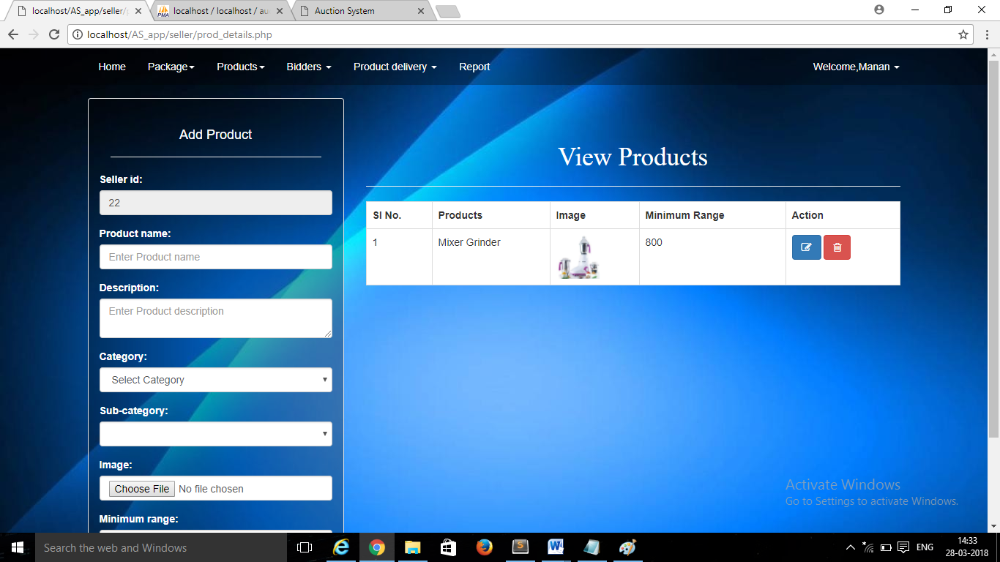 localhost/AS_app/seller/p
localhost / localhost / au
Auction System
localhost/AS_app/seller/prod_details.php
Home Package Products Bidders Product delivery Report Welcome,Manan
Add Product
Seller id:
22
Product name:
Enter Product name
Description:
Enter Product description
Category:
Select Category
Sub-category:
Image:
Choose File No file chosen
Minimum range:
View Products
Sl No. Products Image Minimum Range Action
1 Mixer Grinder 800
Activate Windows
Go to Settings to activate Windows.
Search the web and Windows
ENG
14:33
28-03-2018